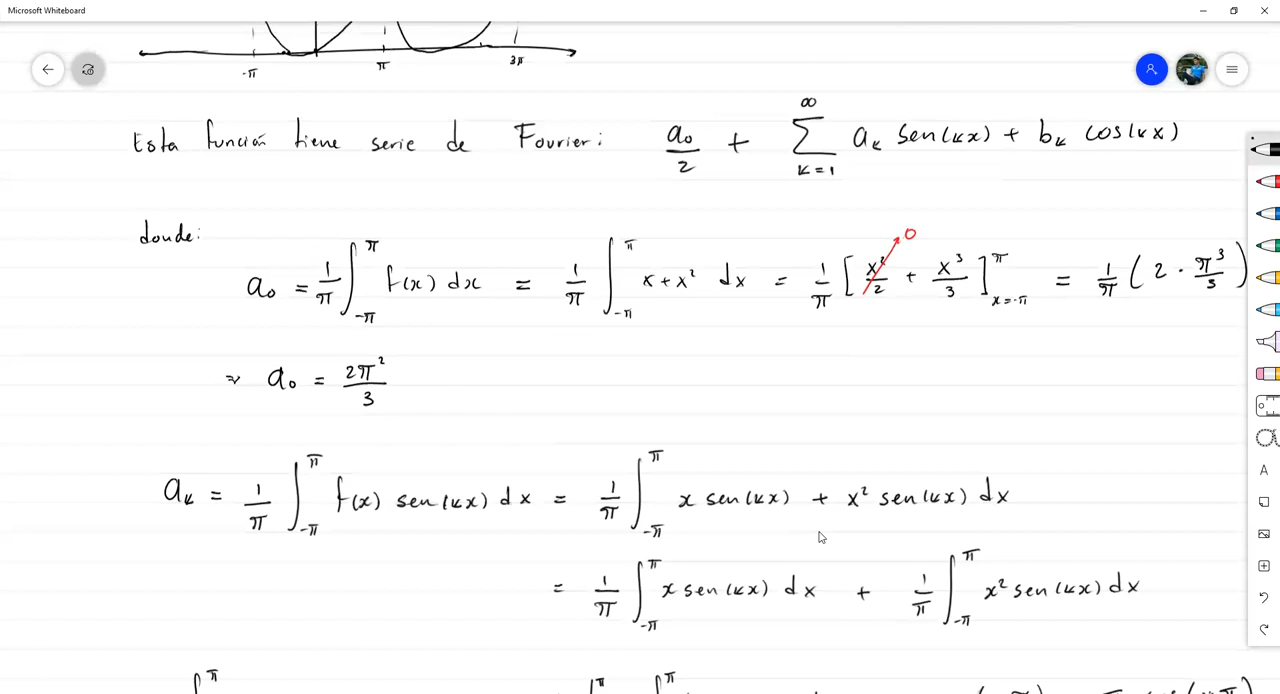 Microsoft Whiteboard
-π π 3π
Esta función tiene serie de Fourier: a₀/2 + ∑_{k=1}^{∞} aₖ sen(kx) + bₖ cos(kx)
donde:
a₀ = 1/π ∫_{-π}^{π} f(x) dx = 1/π ∫_{-π}^{π} x + x² dx = 1/π [ x²/2 → 0 + x³/3 ]_{x=-π}^{π} = 1/π ( 2 · π³/3 )
⇒ a₀ = 2π²/3
aₖ = 1/π ∫_{-π}^{π} f(x) sen(kx) dx = 1/π ∫_{-π}^{π} x sen(kx) + x² sen(kx) dx
= 1/π ∫_{-π}^{π} x sen(kx) dx + 1/π ∫_{-π}^{π} x² sen(kx) dx